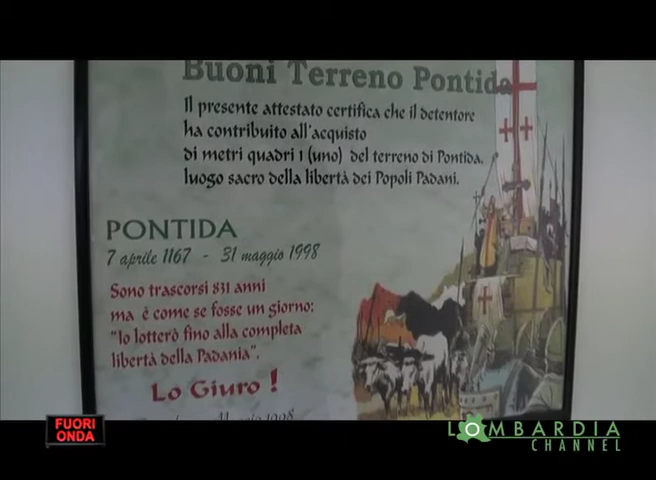 Buoni Terreno Pontida
Il presente attestato certifica che il detentore
ha contribuito all'acquisto
di metri quadri 1 (uno) del terreno di Pontida.
luogo sacro della libertà dei Popoli Padani.
PONTIDA
7 aprile 1167 - 31 maggio 1998
Sono trascorsi 831 anni
ma è come se fosse un giorno:
"Io lotterò fino alla completa
libertà della Padania".
Lo Giuro !
FUORI
ONDA
LOMBARDIA
CHANNEL